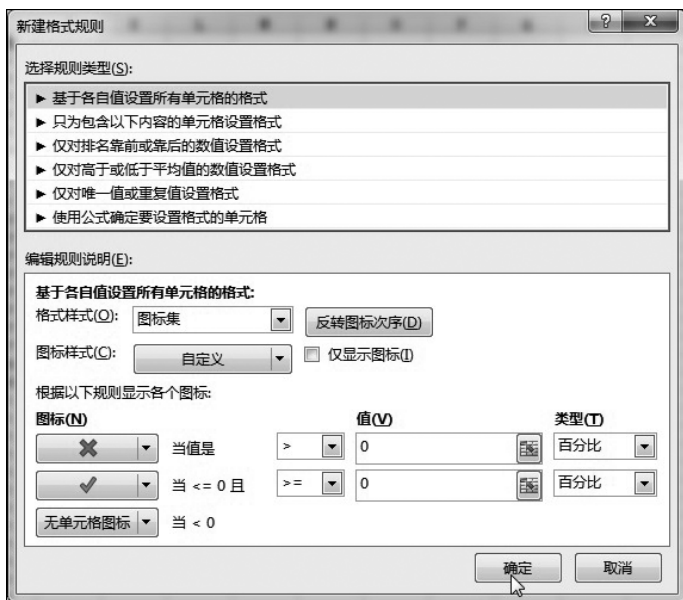 新建格式规则
选择规则类型(S):
► 基于各自值设置所有单元格的格式
► 只为包含以下内容的单元格设置格式
► 仅对排名靠前或靠后的数值设置格式
► 仅对高于或低于平均值的数值设置格式
► 仅对唯一值或重复值设置格式
► 使用公式确定要设置格式的单元格
编辑规则说明(E):
基于各自值设置所有单元格的格式:
格式样式(O): 图标集 反转图标次序(D)
图标样式(C): 自定义 仅显示图标(I)
根据以下规则显示各个图标:
图标(N) 值(V) 类型(T)
当值是 > 0 百分比
当 <= 0 且 >= 0 百分比
无单元格图标 当 < 0
确定 取消